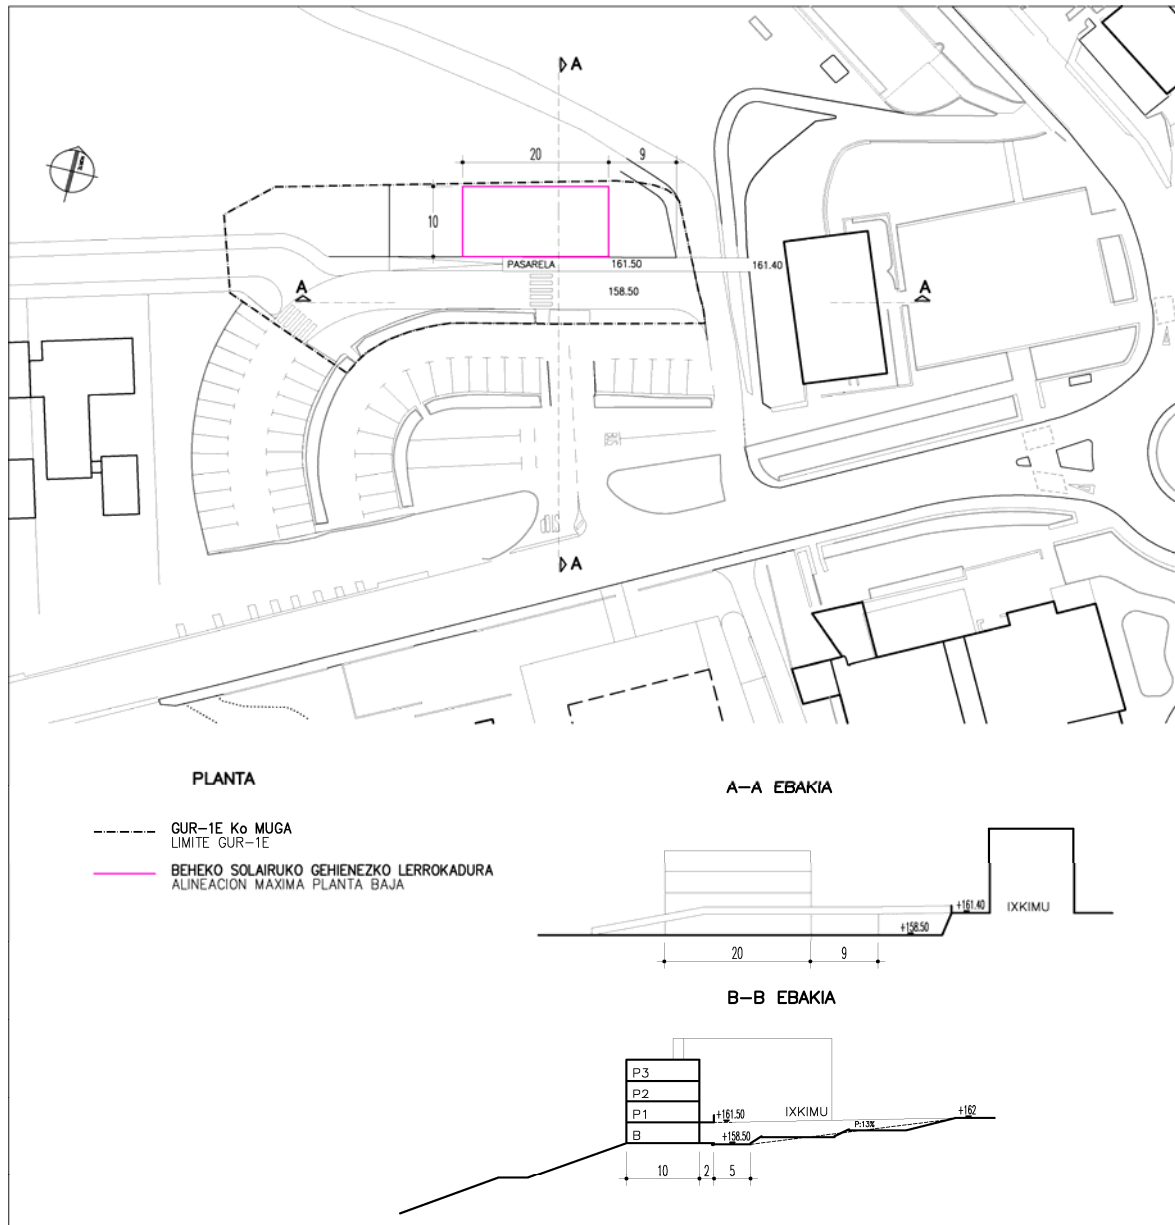 A
20
9
10
PASARELA
161.50
161.40
158.50
A
A
A
PLANTA
GUR-1E Ko MUGA
LIMITE GUR-1E
BEHEKO SOLAIRUKO GEHIENEZKO LERROKADURA
ALINEACION MAXIMA PLANTA BAJA
A-A EBAKIA
+161.40
IXKIMU
+158.50
20
9
B-B EBAKIA
P3
P2
P1
+161.50
IXKIMU
+162
P:13%
B
+158.50
10
2
5